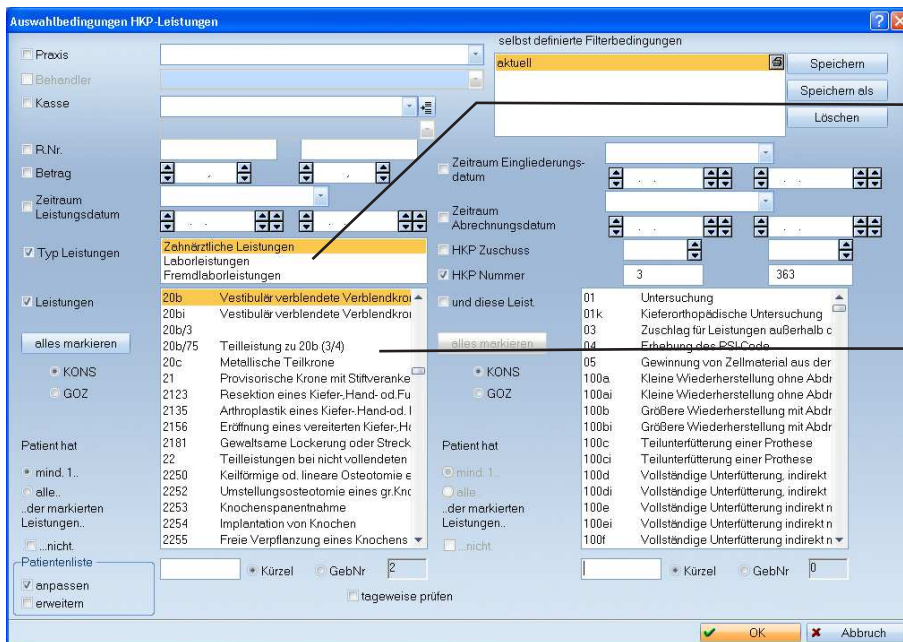 Auswahlbedingungen HKP-Leistungen
selbst definierte Filterbedingungen
Praxis
aktuell
Speichern
Behandler
Speichern als
Kasse
Löschen
R.Nr.
Betrag
Zeitraum Eingliederungs-
datum
Zeitraum
Leistungsdatum
Zeitraum
Abrechnungsdatum
Typ Leistungen
Zahnärztliche Leistungen
Laborleistungen
Fremdlaborleistungen
HKP Zuschuss
HKP Nummer 3 363
Leistungen
20b Vestibulär verblendete Verblendkro
20bi Vestibulär verblendete Verblendkro
20b/3
20b/75 Teilleistung zu 20b (3/4)
20c Metallische Teilkrone
21 Provisorische Krone mit Stiftveranke
2123 Resektion eines Kiefer-,Hand- od.Fu
2135 Arthroplastik eines Kiefer-,Hand-od. F
2156 Eröffnung eines vereiterten Kiefer-,Ha
2181 Gewaltsame Lockerung oder Streck
22 Teilleistungen bei nicht vollendeten
2250 Keilförmige od. lineare Osteotomie e
2252 Umstellungsosteotomie eines gr.Kno
2253 Knochenspanentnahme
2254 Implantation von Knochen
2255 Freie Verpflanzung eines Knochens
alles markieren
KONS
GOZ
Patient hat
mind. 1..
alle..
..der markierten
Leistungen..
...nicht.
Kürzel GebNr 2
Patientenliste
anpassen
erweitern
und diese Leist.
01 Untersuchung
01k Kieferorthopädische Untersuchung
03 Zuschlag für Leistungen außerhalb d
04 Erhebung des PSI-Code
05 Gewinnung von Zellmaterial aus der
100a Kleine Wiederherstellung ohne Abdr
100ai Kleine Wiederherstellung ohne Abdr
100b Größere Wiederherstellung mit Abdr
100bi Größere Wiederherstellung mit Abdr
100c Teilunterfütterung einer Prothese
100ci Teilunterfütterung einer Prothese
100d Vollständige Unterfütterung, indirekt
100di Vollständige Unterfütterung, indirekt
100e Vollständige Unterfütterung indirekt n
100ei Vollständige Unterfütterung indirekt n
100f Vollständige Unterfütterung indirekt n
alles markieren
KONS
GOZ
Patient hat
mind. 1..
alle..
..der markierten
Leistungen..
...nicht.
Kürzel GebNr 0
tageweise prüfen
OK Abbruch